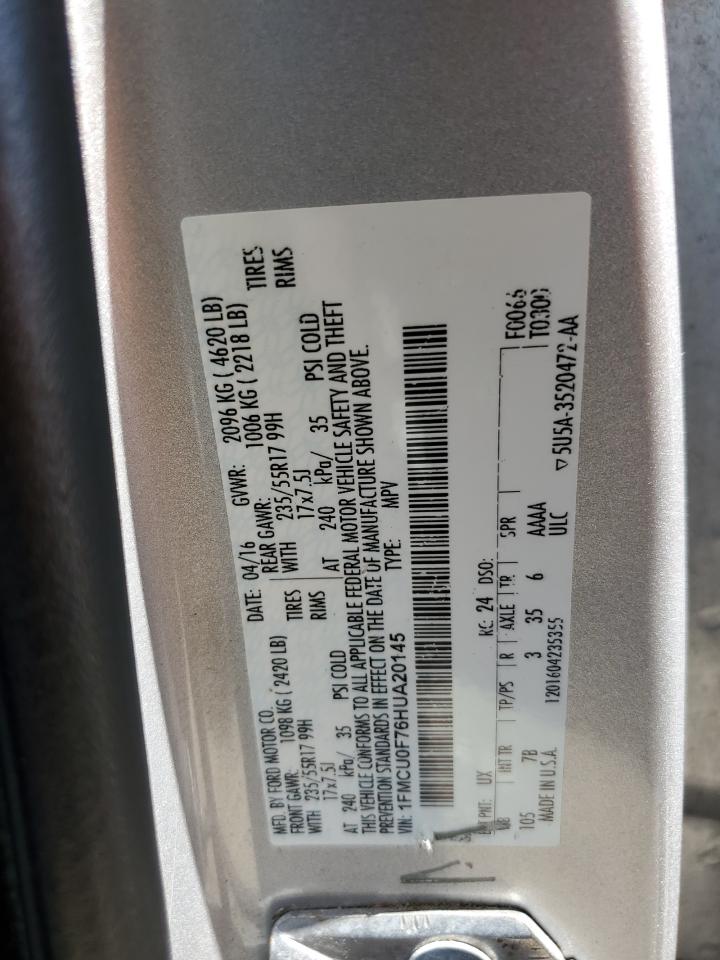 MFD. BY FORD MOTOR CO.
DATE: 04/16 GVWR: 2096 KG ( 4620 LB)
FRONT GAWR: 1098 KG ( 2420 LB) REAR GAWR: 1006 KG ( 2218 LB)
WITH 235/55R17 99H TIRES WITH 235/55R17 99H TIRES
17x7.5J RIMS 17x7.5J RIMS
AT 240 kPa/ 35 PSI COLD AT 240 kPa/ 35 PSI COLD
THIS VEHICLE CONFORMS TO ALL APPLICABLE FEDERAL MOTOR VEHICLE SAFETY AND THEFT
PREVENTION STANDARDS IN EFFECT ON THE DATE OF MANUFACTURE SHOWN ABOVE.
VIN: 1FMCU0F76HUA20145 TYPE: MPV
PNT: UX KC: 24 DSO: F0066
WB INT TR TP/PS R AXLE TR SPR T0300
105 7B 3 35 6 AAAA
ULC
MADE IN U.S.A. 1201604235355 ▽5U5A-3520472-AA